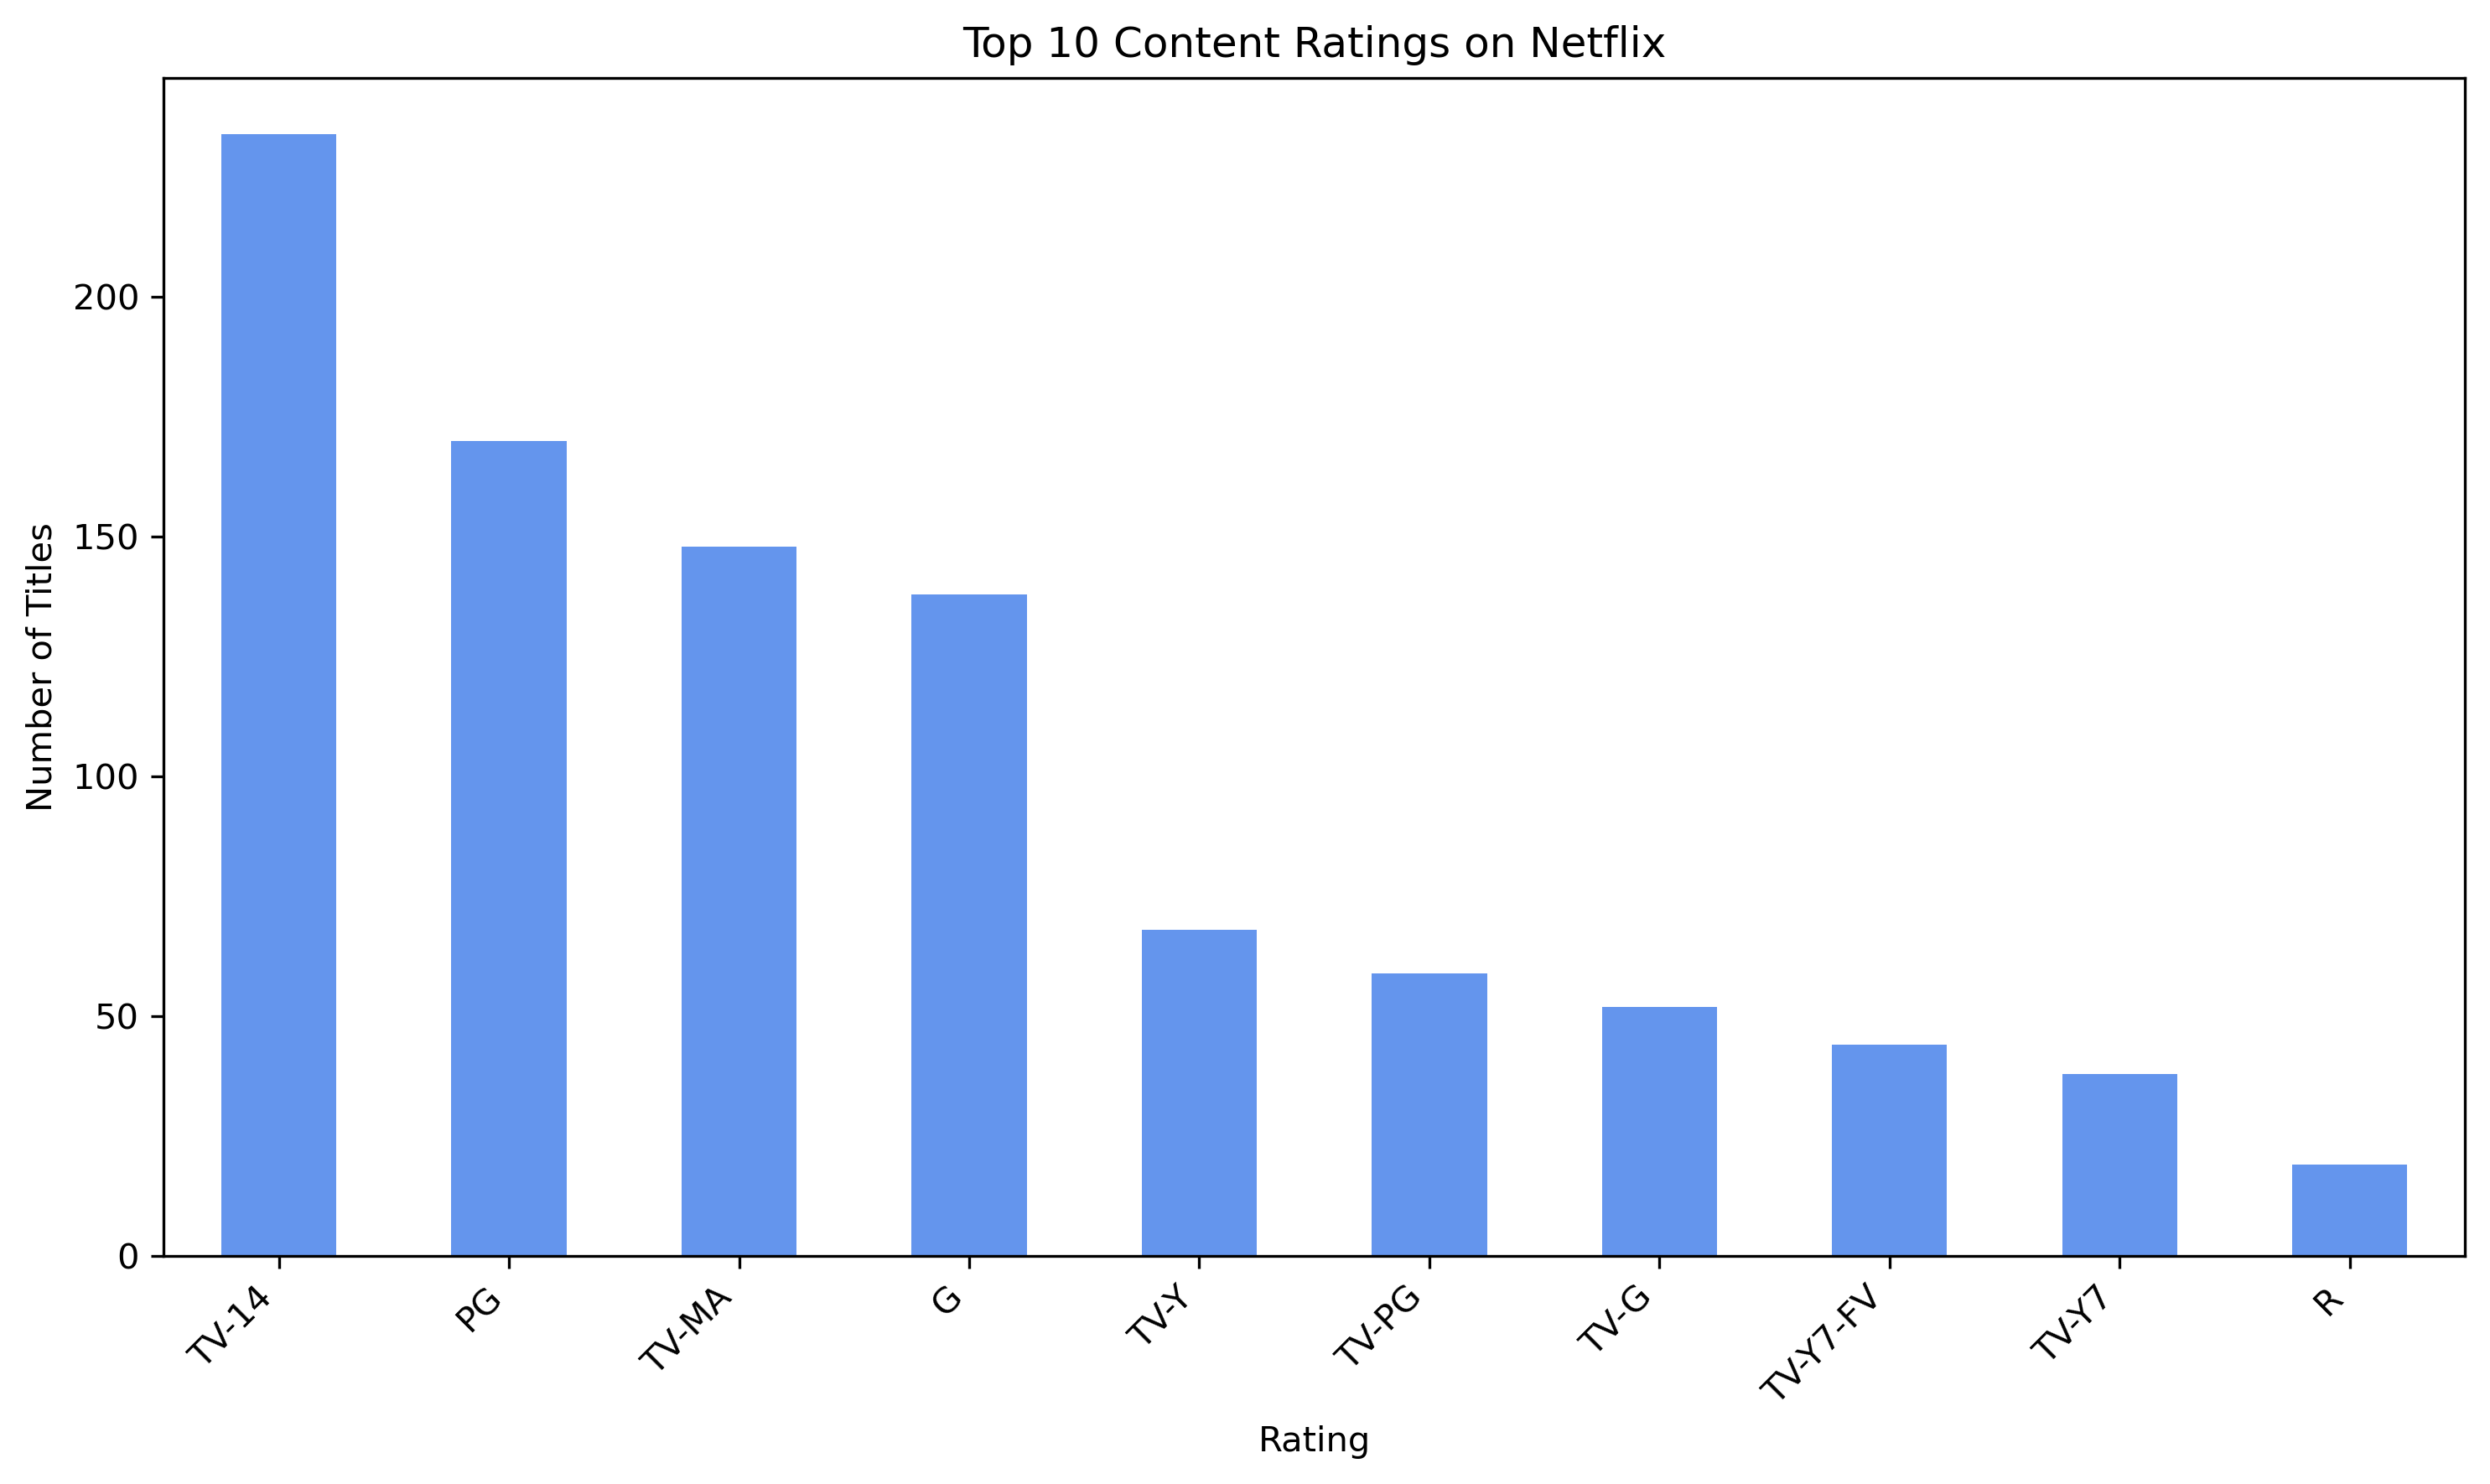 Top 10 Content Ratings on Netflix
Number of Titles
200
150
100
50
0
TV-14
PG
TV-MA
G
TV-Y
TV-PG
TV-G
TV-Y7-FV
TV-Y7
R
Rating